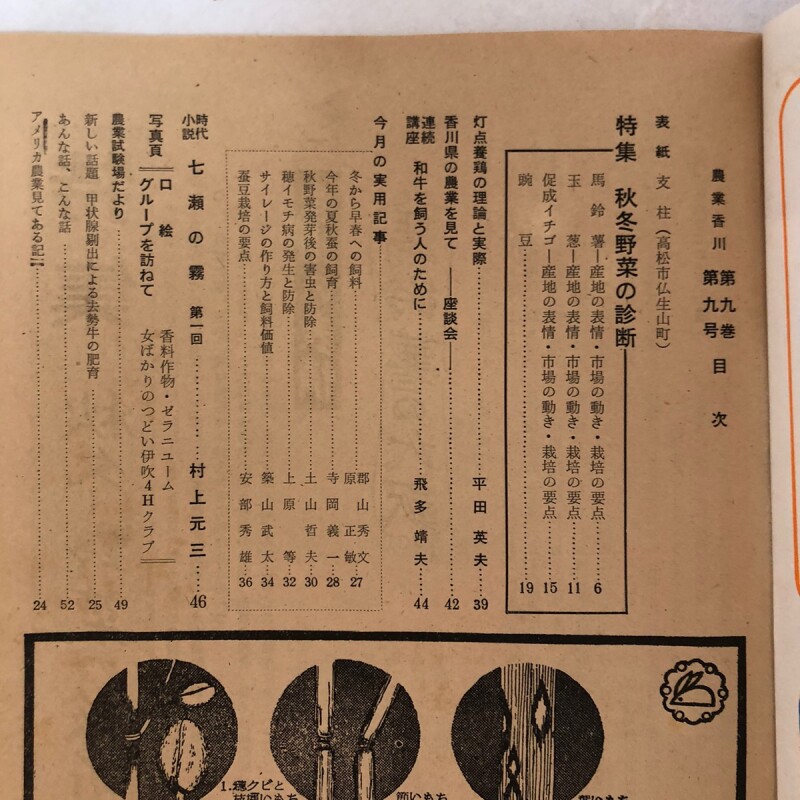 農業香川 第九巻 第九号 目次
表紙 支柱(高松市仏生山町)
特集 秋冬野菜の診断
馬鈴薯―産地の表情・市場の動き・栽培の要点……6
玉葱―産地の表情・市場の動き・栽培の要点……11
促成イチゴ―産地の表情・市場の動き・栽培の要点……15
豌豆……19
灯点養鶏の理論と実際……平田英夫……39
香川県の農業を見て ――座談会――……42
連続講座 和牛を飼う人のために……飛多靖夫……44
今月の実用記事
冬から早春への飼料……郡山秀文 原正敏……27
今年の夏秋蚕の飼育……寺岡義一……28
秋野菜発芽後の害虫と防除……土山哲夫……30
穂イモチ病の発生と防除……上原等……32
サイレージの作り方と飼料価値……築山武太……34
蚕豆栽培の要点……安部秀雄……36
時代小説 七瀬の霧 第一回……村上元三……46
写真頁 口絵 香料作物・ゼラニューム
グループを訪ねて 女ばかりのつどい伊吹4Hクラブ
農業試験場だより……49
新しい話題 甲状腺剔出による去勢牛の肥育……25
あんな話、こんな話……52
アメリカ農業見てある記……24
1.穂クビと